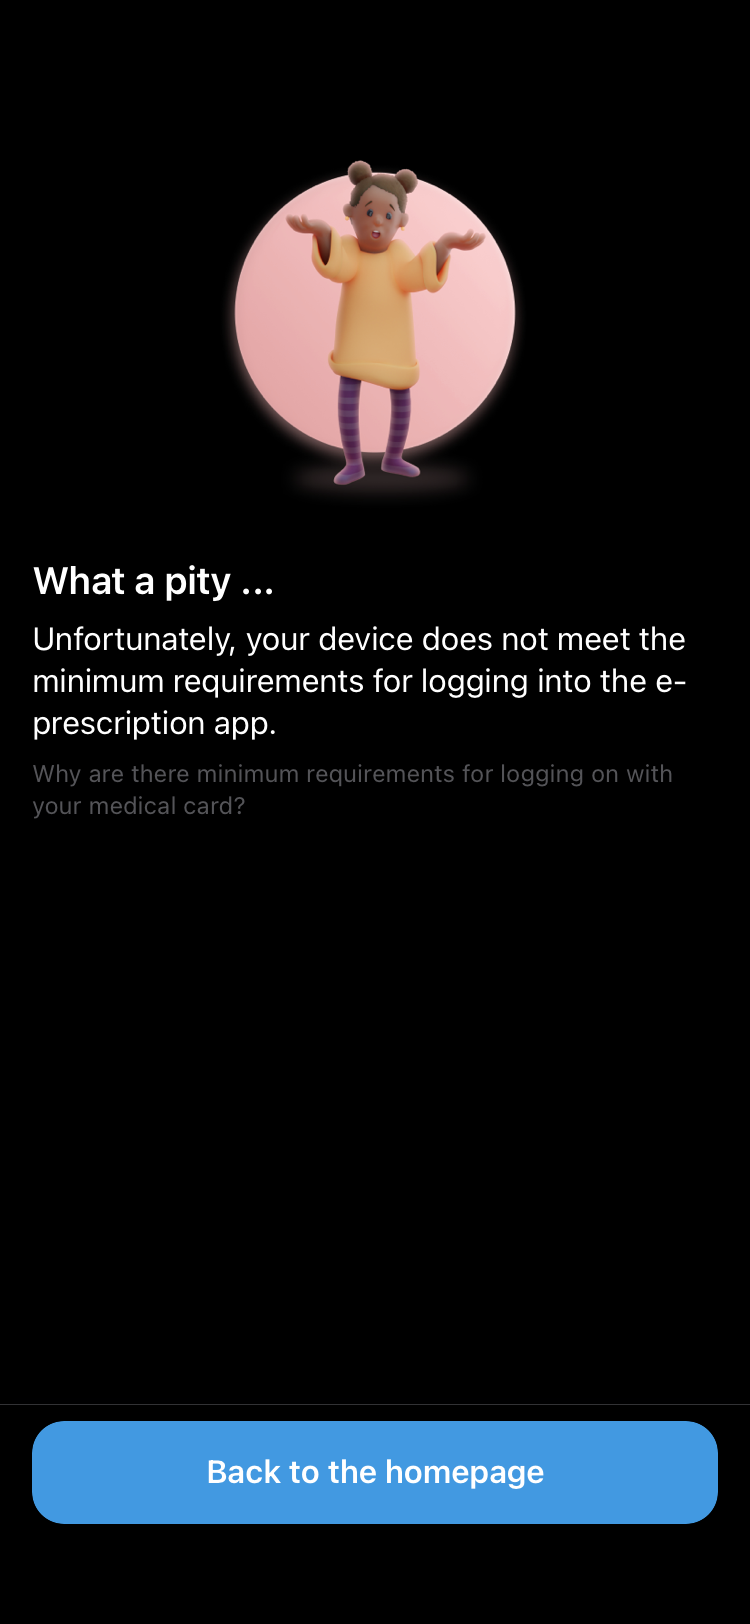 What a pity ...
Unfortunately, your device does not meet the
minimum requirements for logging into the e-
prescription app.
Why are there minimum requirements for logging on with
your medical card?
Back to the homepage